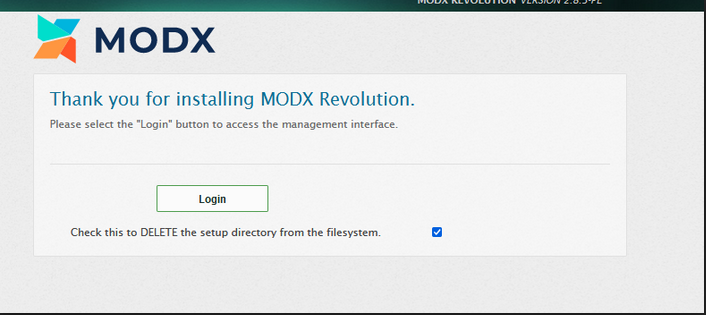 MODX REVOLUTION VERSION 2.8.5-PL
MODX
Thank you for installing MODX Revolution.
Please select the "Login" button to access the management interface.
Login
Check this to DELETE the setup directory from the filesystem.